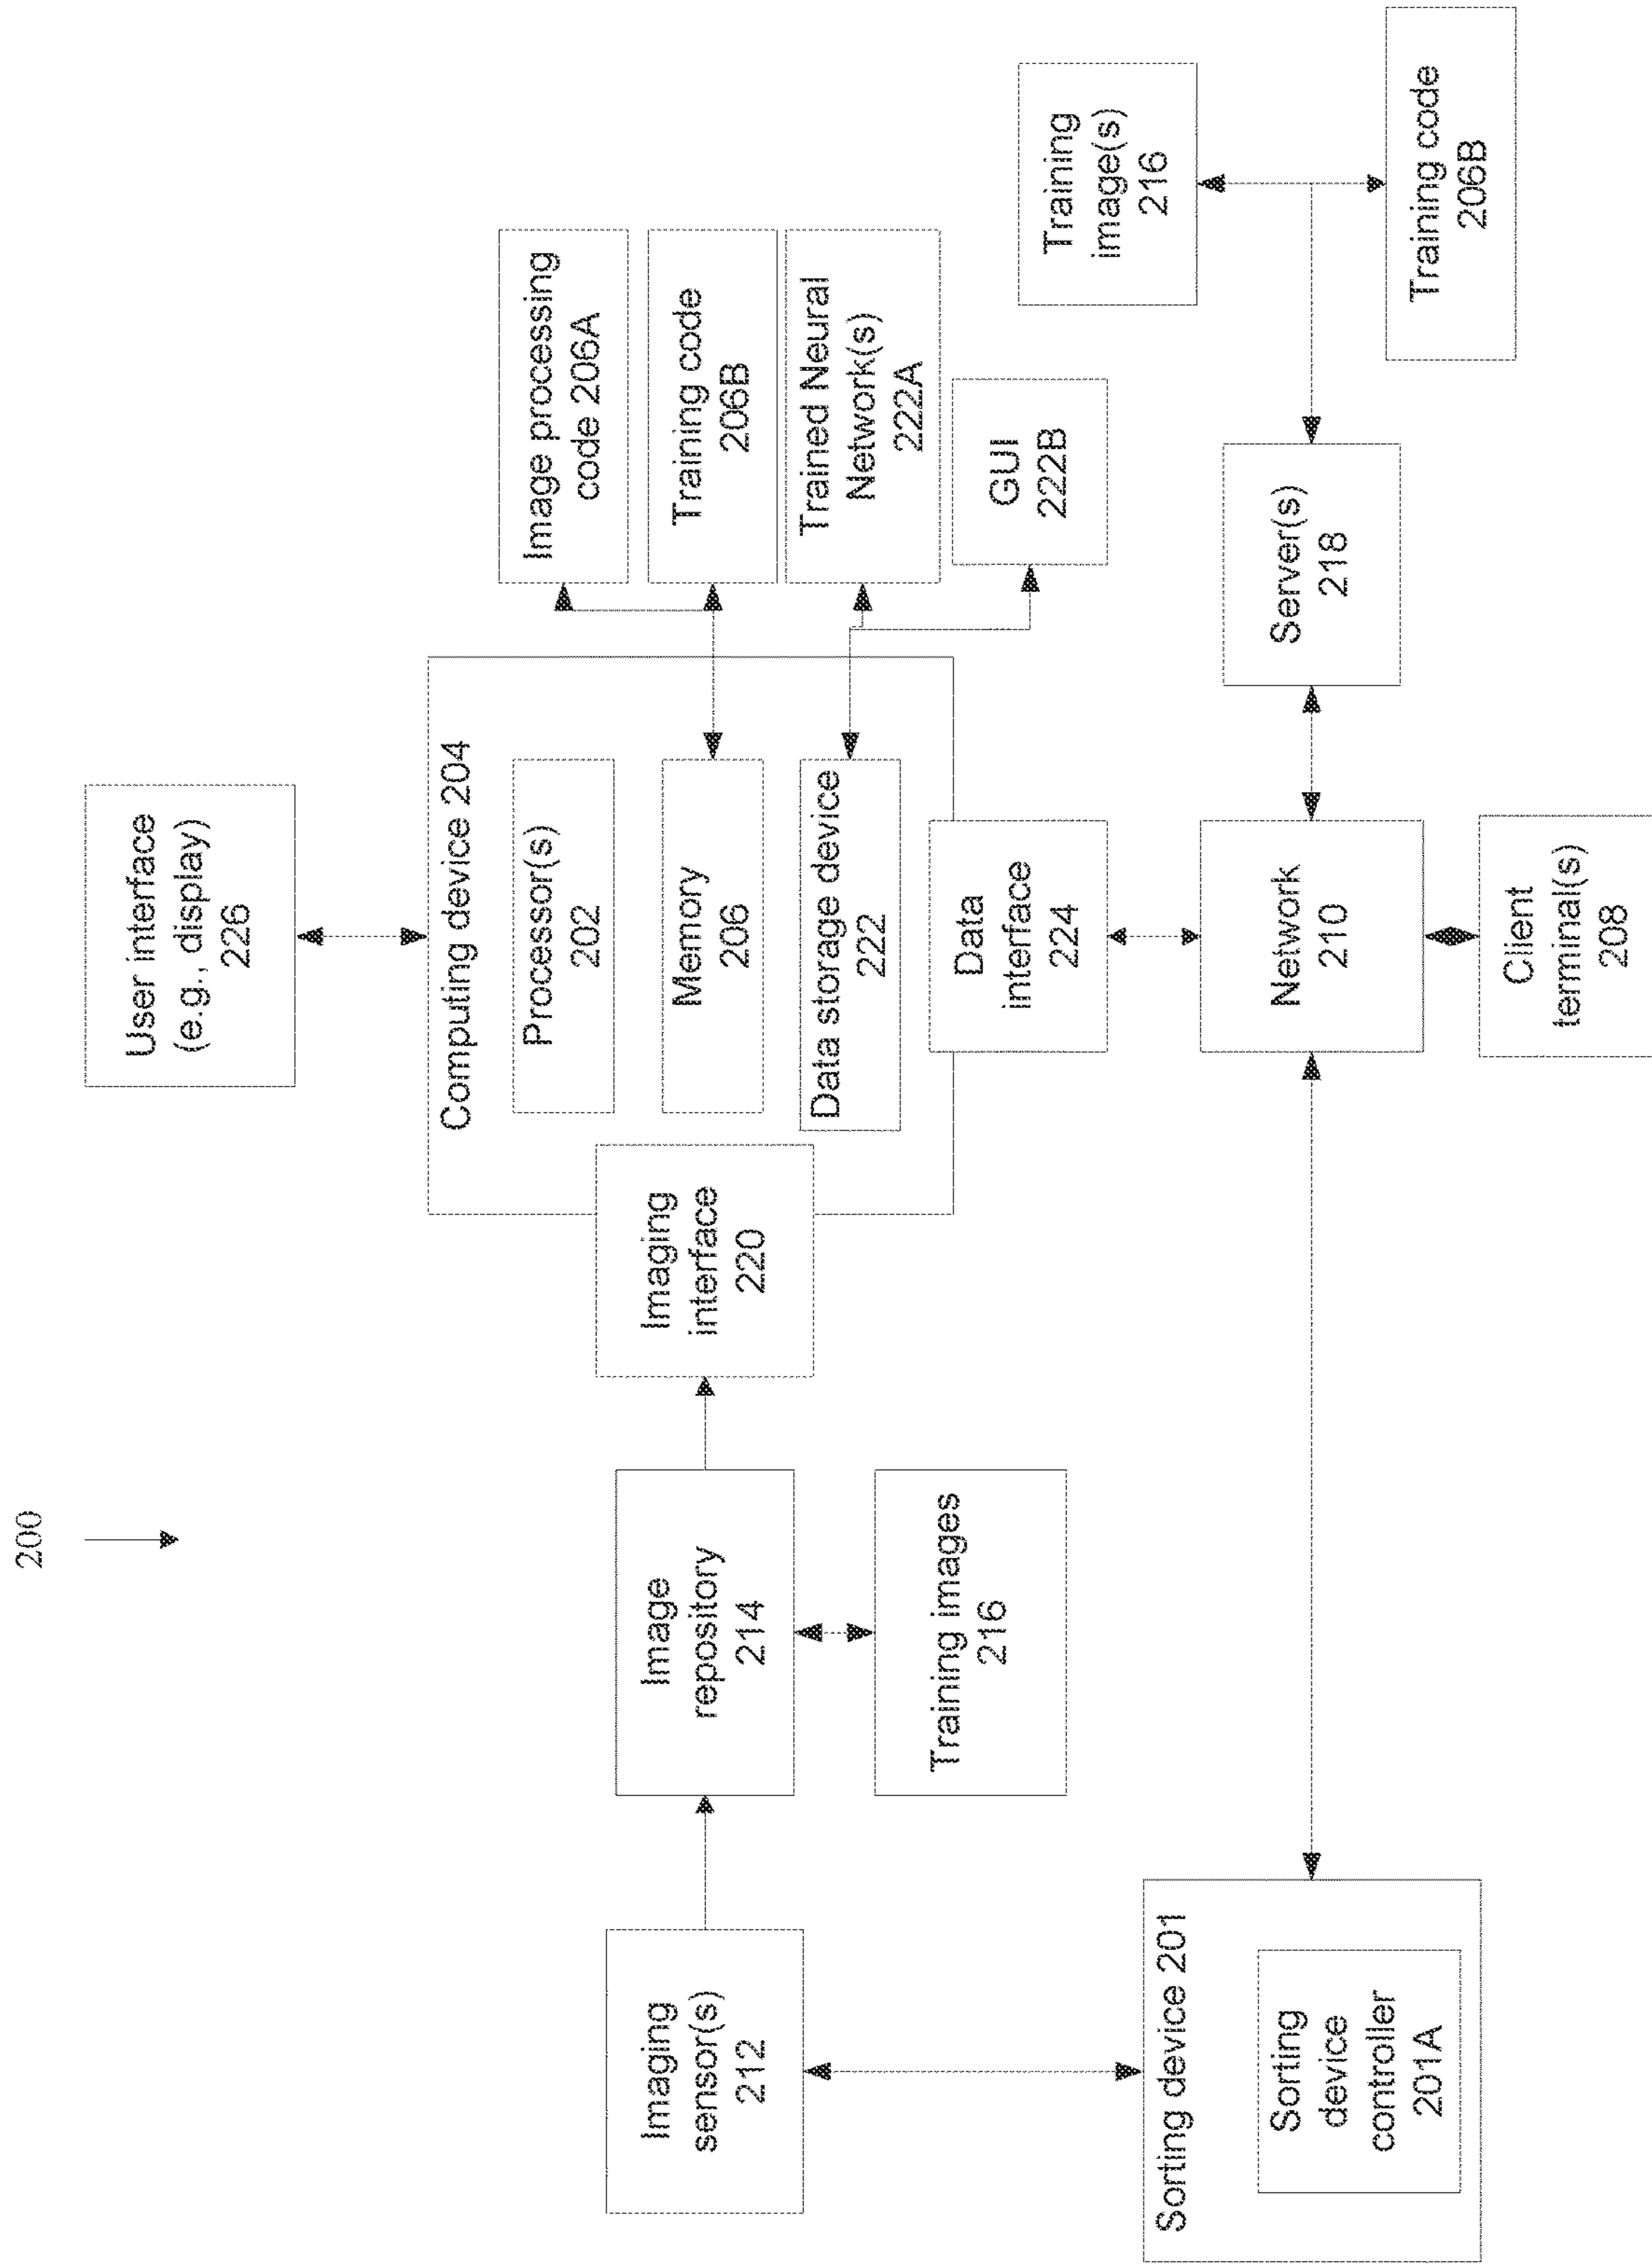 200
User interface
(e.g., display)
226
Computing device 204
Processor(s)
202
Memory
206
Data storage device
222
Image processing
code 206A
Training code
206B
Trained Neural
Network(s)
222A
GUI
222B
Imaging
sensor(s)
212
Image
repository
214
Imaging
interface
220
Training images
216
Data
interface
224
Training
image(s)
216
Sorting device 201
Sorting
device
controller
201A
Network
210
Server(s)
218
Training code
206B
Client
terminal(s)
208